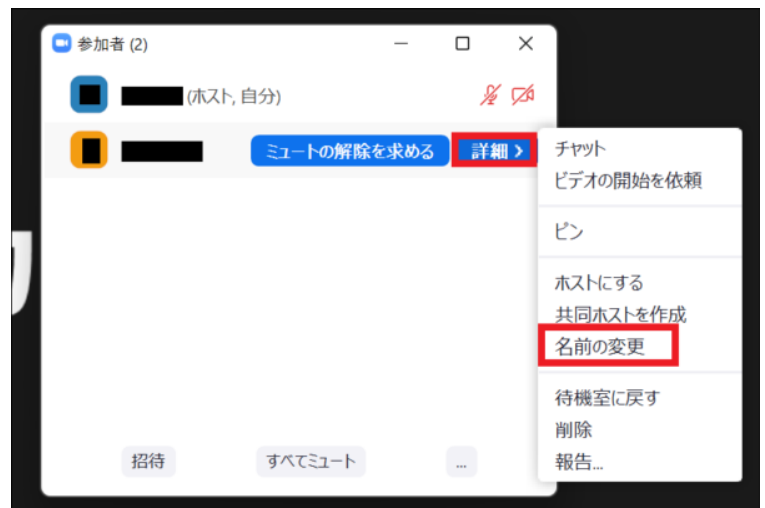 参加者 (2)
(ホスト, 自分)
ミュートの解除を求める
詳細 >
チャット
ビデオの開始を依頼
ピン
ホストにする
共同ホストを作成
名前の変更
待機室に戻す
削除
報告...
招待
すべてミュート
...